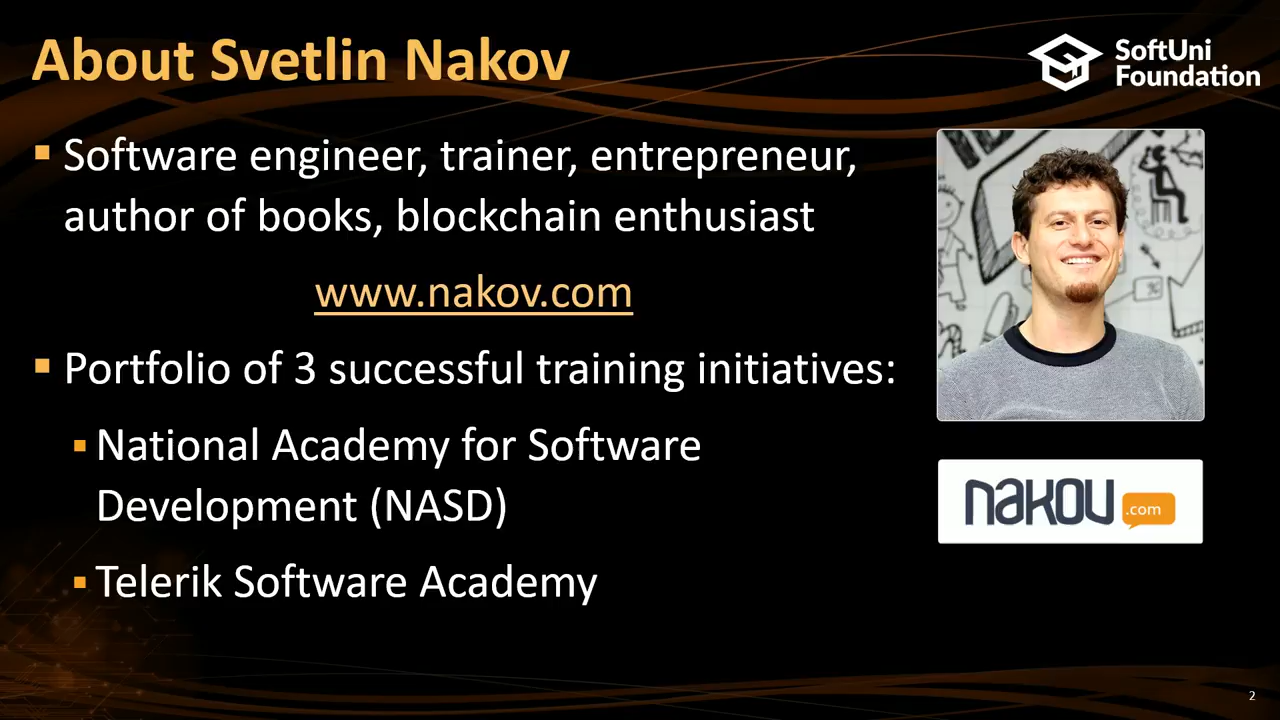 About Svetlin Nakov
SoftUni
Foundation
▪ Software engineer, trainer, entrepreneur,
author of books, blockchain enthusiast
www.nakov.com
▪ Portfolio of 3 successful training initiatives:
▪ National Academy for Software
Development (NASD)
▪ Telerik Software Academy
nakov .com
2